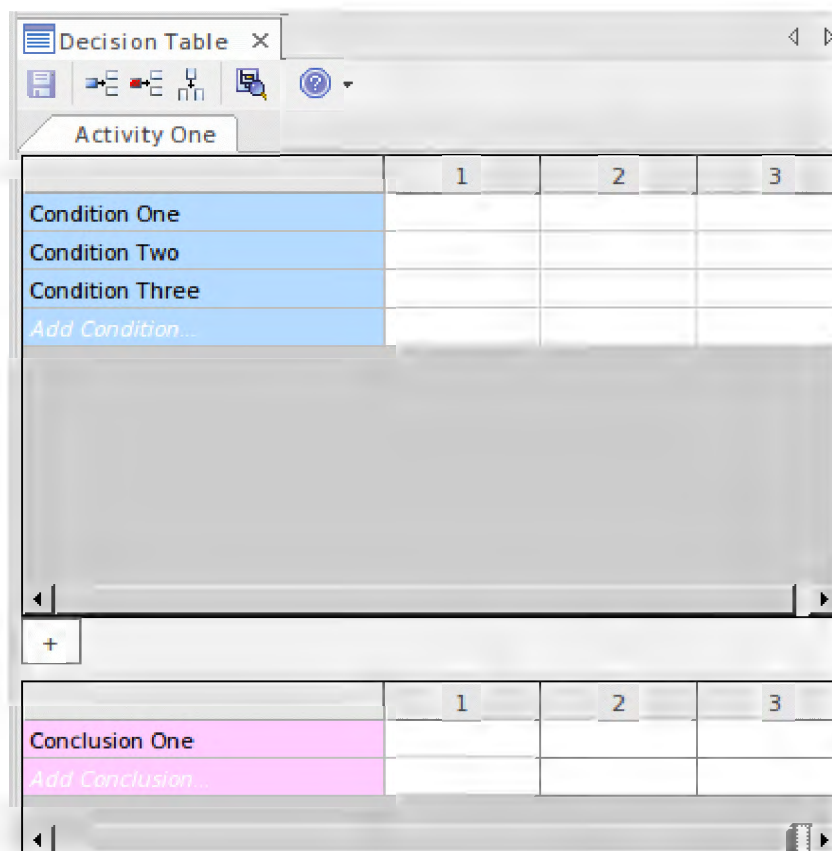 Decision Table
Activity One
1 2 3
Condition One
Condition Two
Condition Three
Add Condition...
+
1 2 3
Conclusion One
Add Conclusion...